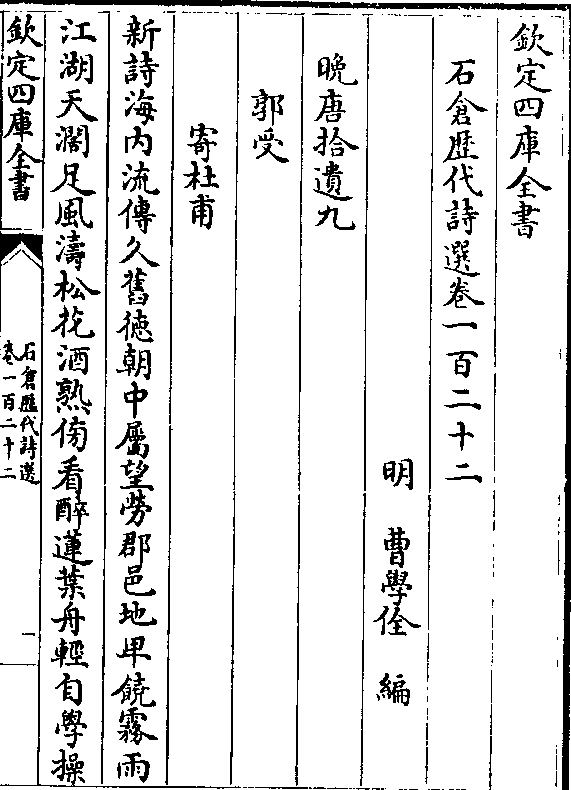 欽定四庫全書
石倉歴代詩選卷一百二十二
明 曹學佺 編
晚唐拾遺九
郭受
寄杜甫
新詩海内流傳久舊徳朝中屬望勞郡邑地卑饒霧雨
江湖天濶足風濤松花酒熟傍看醉蓮葉舟輕自學操
欽定四庫全書
石倉歴代詩選
卷一百二十二
一